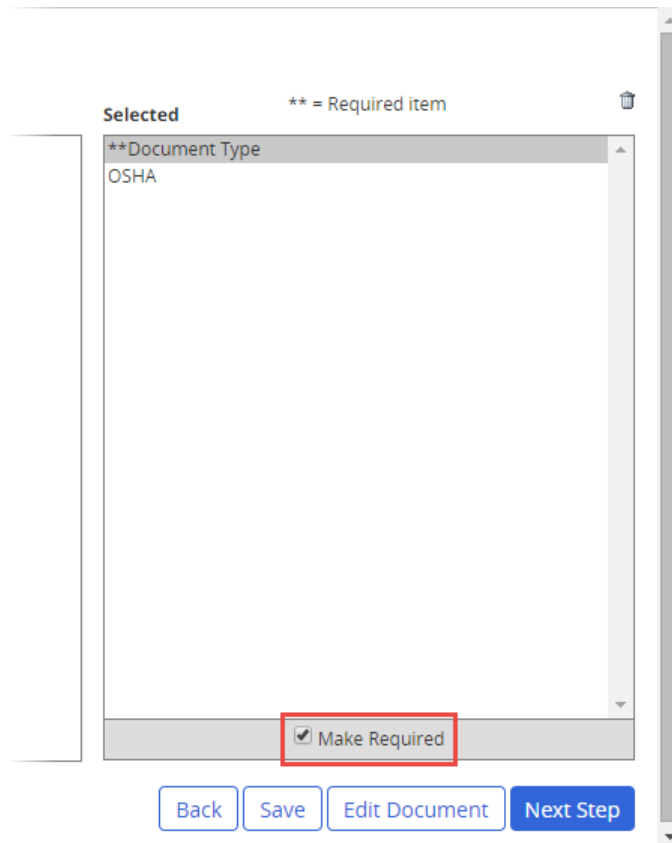 Selected
** = Required item
**Document Type
OSHA
Make Required
Back
Save
Edit Document
Next Step